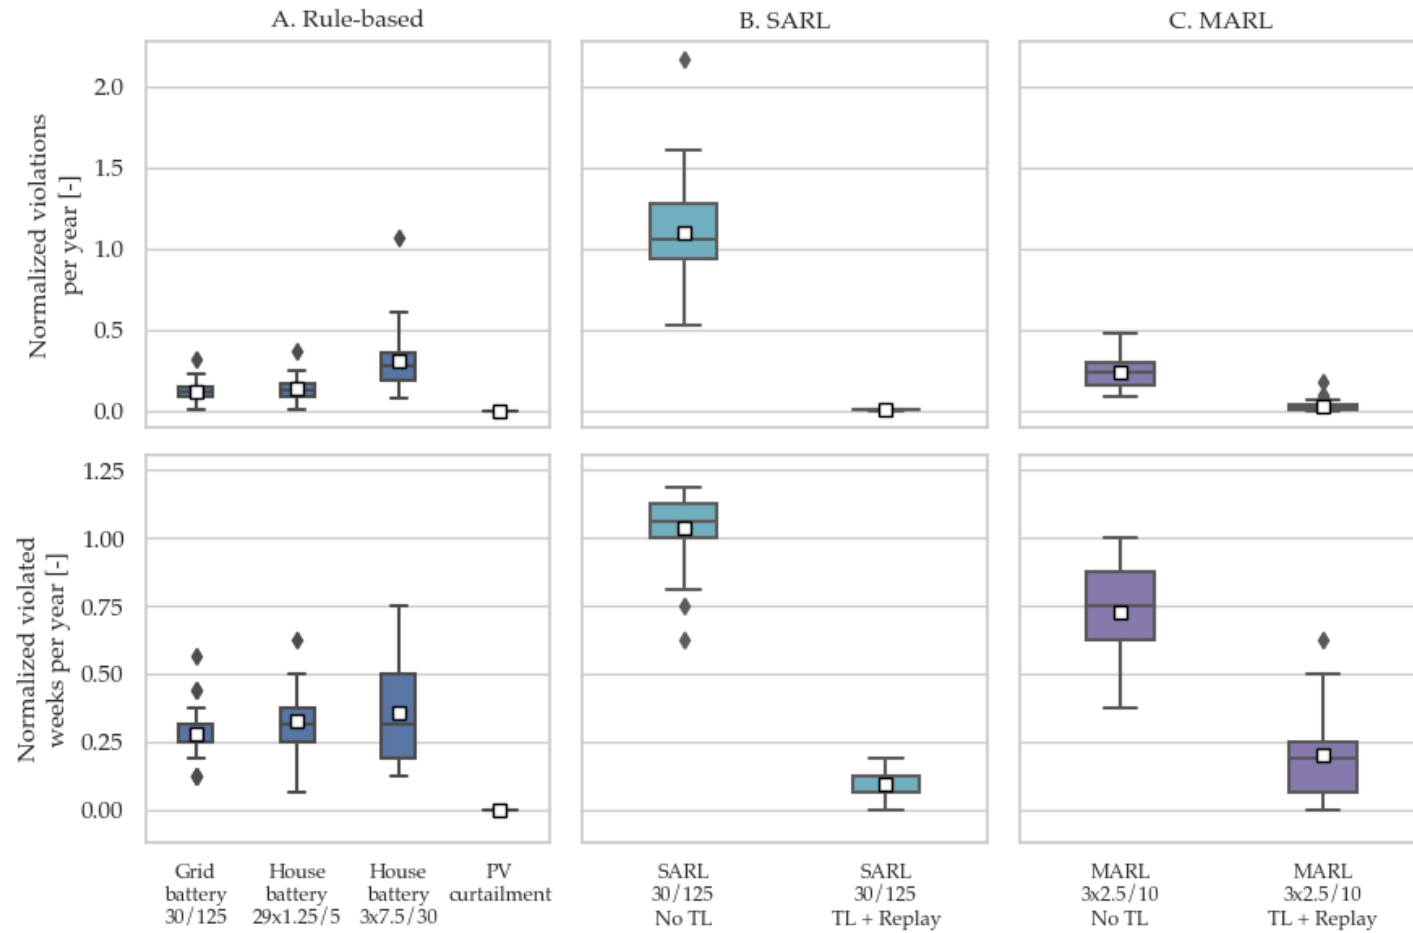 A. Rule-based
B. SARL
C. MARL
Normalized violations
per year [-]
2.0
1.5
1.0
0.5
0.0
Normalized violated
weeks per year [-]
1.25
1.00
0.75
0.50
0.25
0.00
Grid
battery
30/125
House
battery
29x1.25/5
House
battery
3x7.5/30
PV
curtailment
SARL
30/125
No TL
SARL
30/125
TL + Replay
MARL
3x2.5/10
No TL
MARL
3x2.5/10
TL + Replay